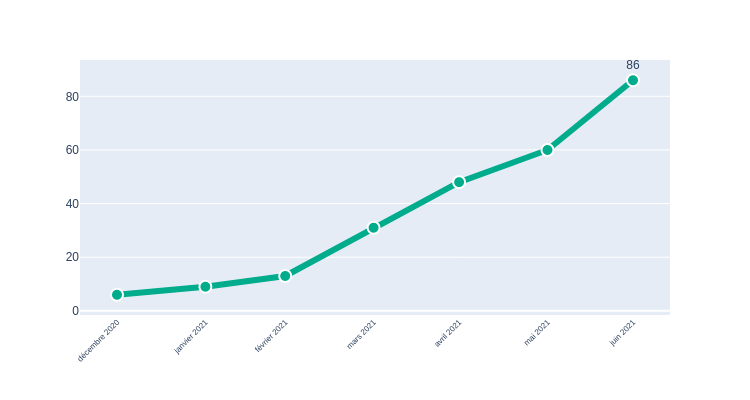 86
80
60
40
20
0
décembre 2020
janvier 2021
février 2021
mars 2021
avril 2021
mai 2021
juin 2021